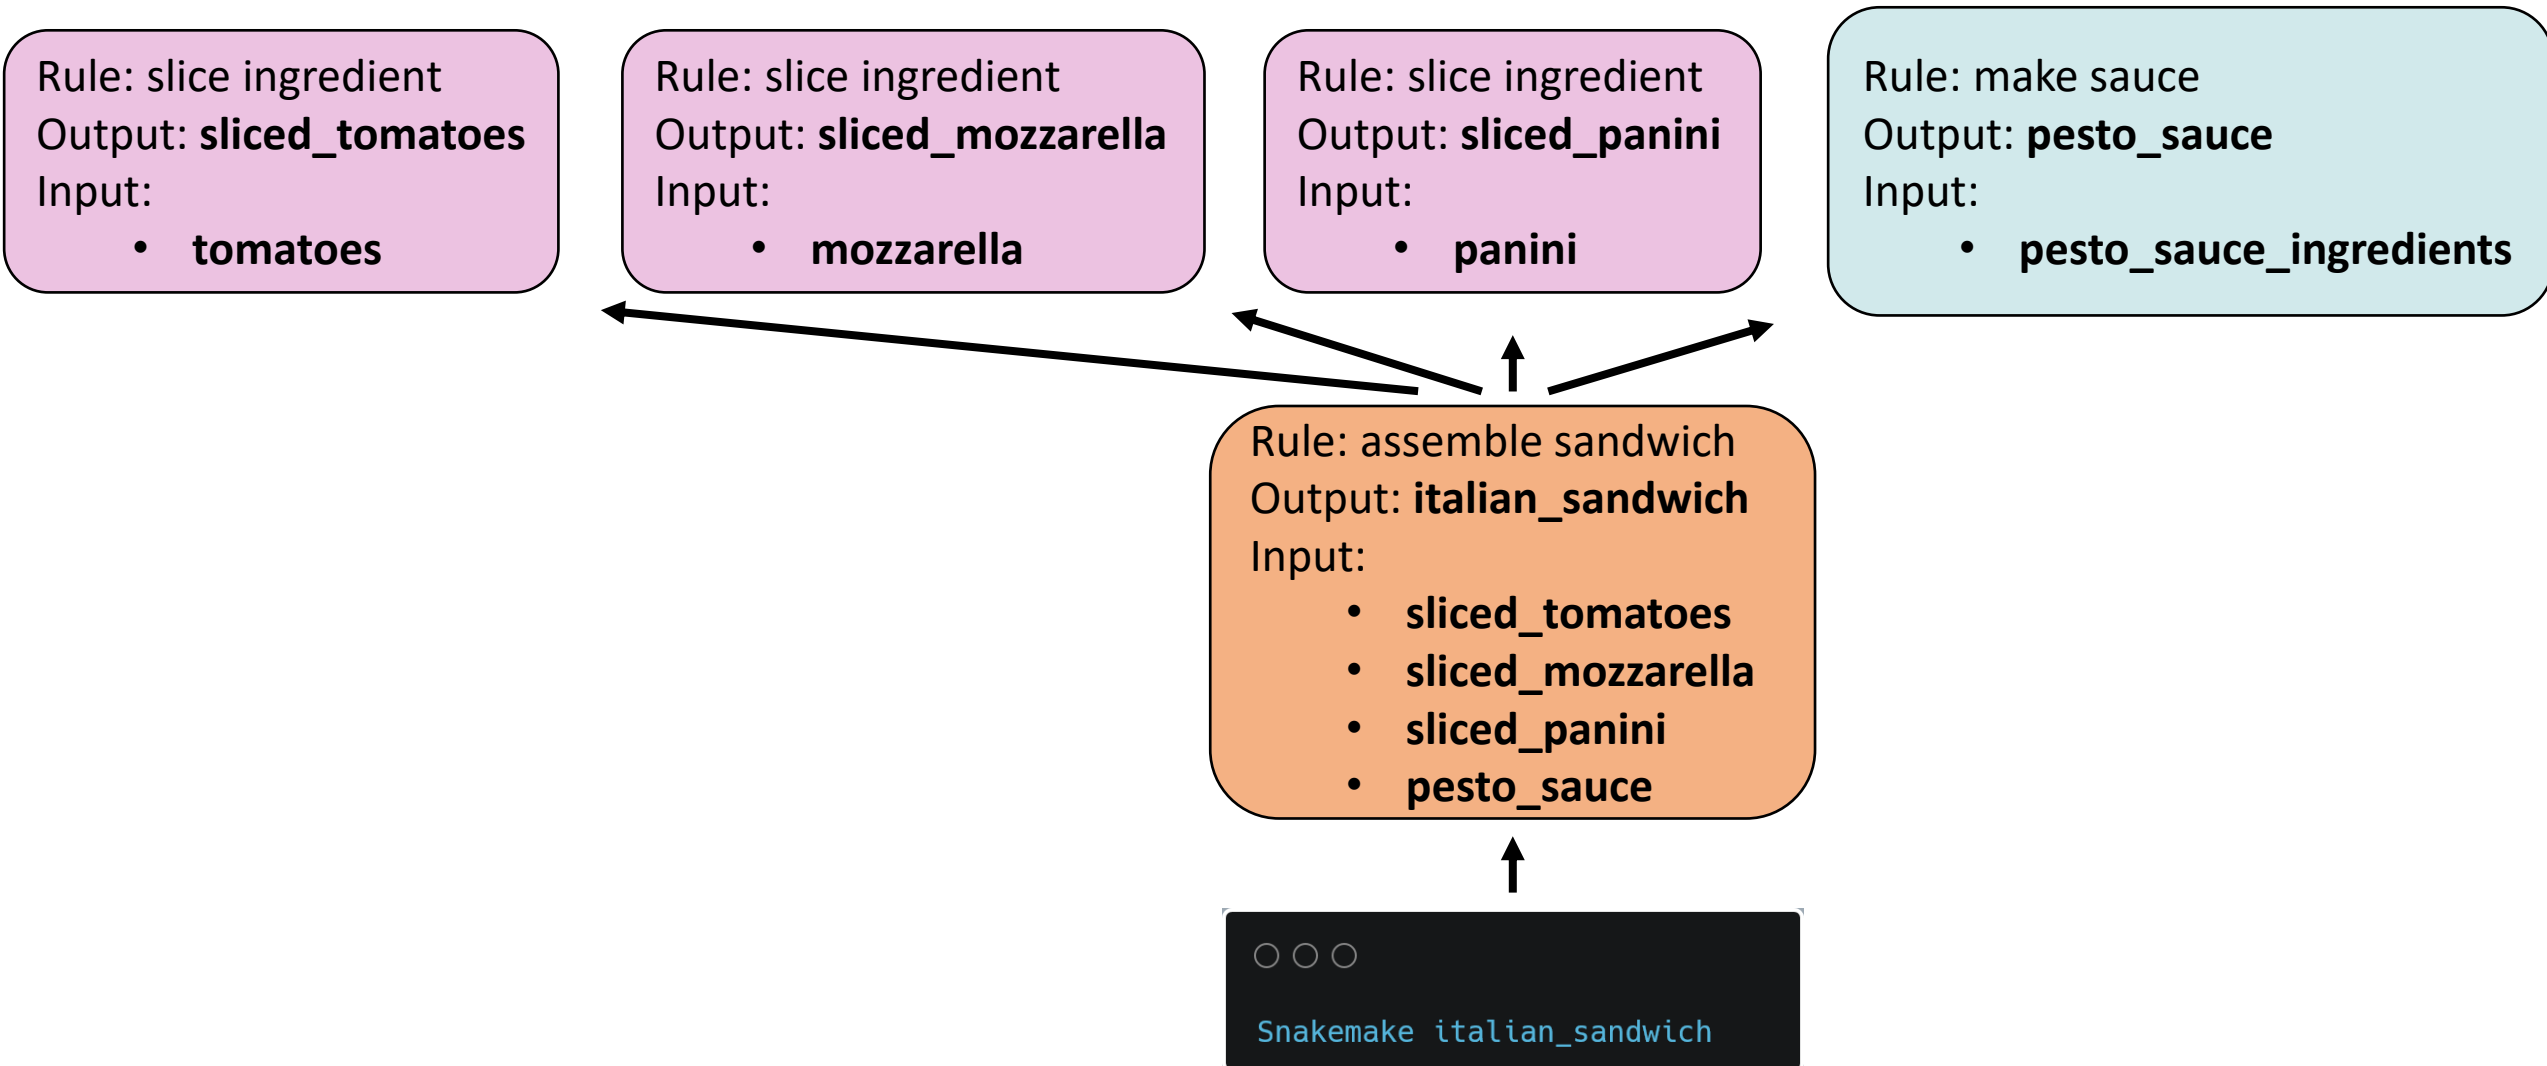 Rule: slice ingredient
Output: sliced_tomatoes
Input:
• tomatoes
Rule: slice ingredient
Output: sliced_mozzarella
Input:
• mozzarella
Rule: slice ingredient
Output: sliced_panini
Input:
• panini
Rule: make sauce
Output: pesto_sauce
Input:
• pesto_sauce_ingredients
Rule: assemble sandwich
Output: italian_sandwich
Input:
• sliced_tomatoes
• sliced_mozzarella
• sliced_panini
• pesto_sauce
Snakemake italian_sandwich